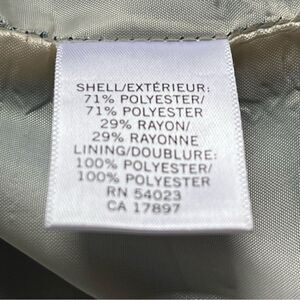 SHELL/EXTÉRIEUR:
71% POLYESTER/
71% POLYESTER
29% RAYON/
29% RAYONNE
LINING/DOUBLURE:
100% POLYESTER/
100% POLYESTER
RN 54023
CA 17897